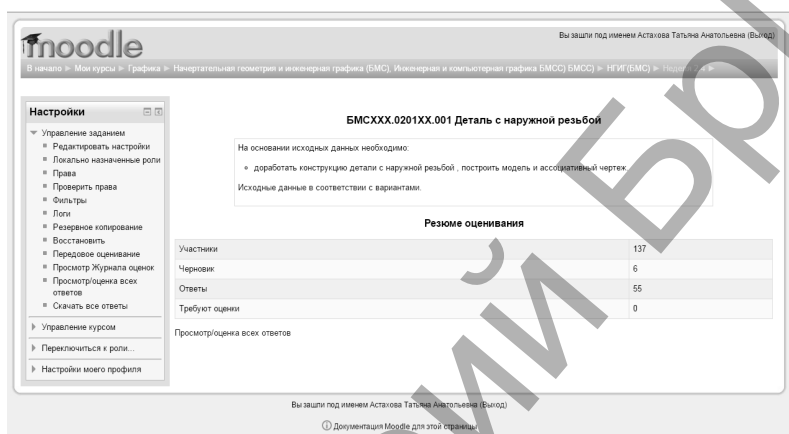 moodle
Вы зашли под именем Астахова Татьяна Анатольевна (Выход)
В начало ► Мои курсы ► Графика ► Начертательная геометрия и инженерная графика (БМС), Инженерная и компьютерная графика БМСС) БМСС) ► НГИГ(БМС) ► Неделя
Настройки
Управление заданием
Редактировать настройки
Локально назначенные роли
Права
Проверить права
Фильтры
Логи
Резервное копирование
Восстановить
Передовое оценивание
Просмотр Журнала оценок
Просмотр/оценка всех
ответов
Скачать все ответы
Управление курсом
Переключиться к роли...
Настройки моего профиля
БМСХХХ.0201ХХ.001 Деталь с наружной резьбой
На основании исходных данных необходимо:
доработать конструкцию детали с наружной резьбой , построить модель и ассоциативный чертеж.
Исходные данные в соответствии с вариантами.
Резюме оценивания
Участники 137
Черновик 6
Ответы 55
Требуют оценки 0
Просмотр/оценка всех ответов
Вы зашли под именем Астахова Татьяна Анатольевна (Выход)
Документация Moodle для этой страницы